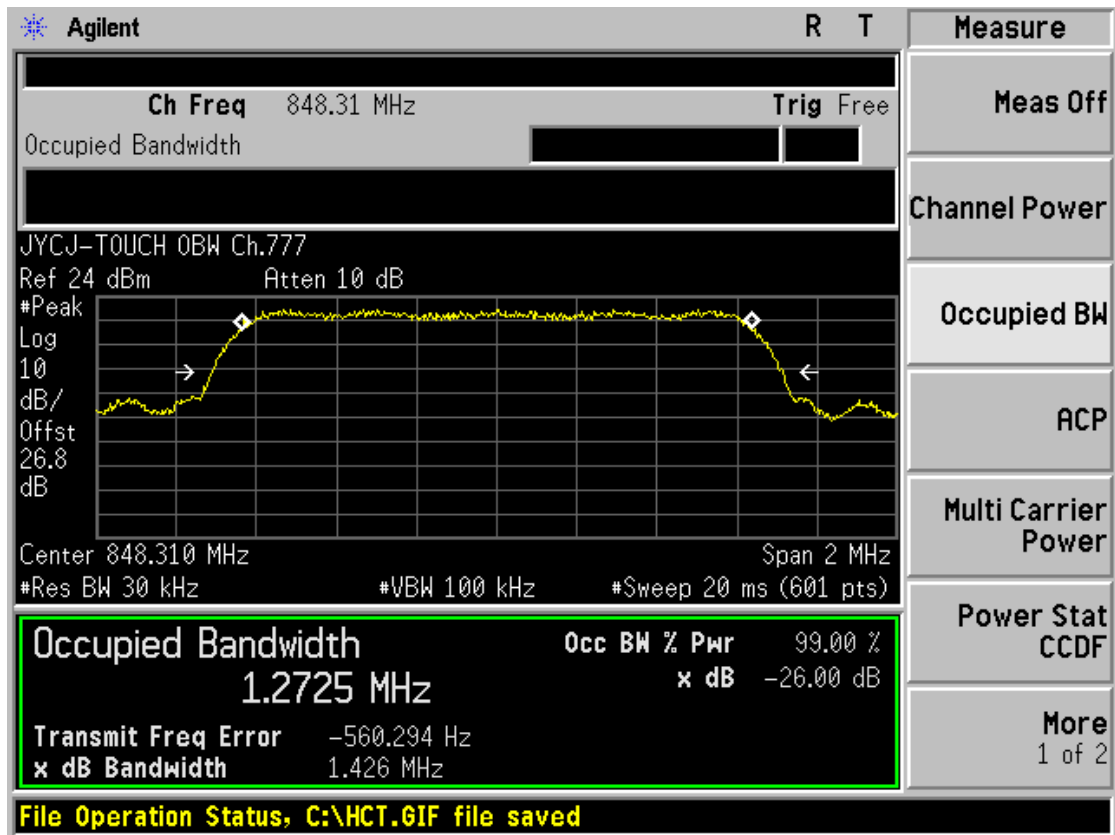 Agilent R T
Measure
Ch Freq 848.31 MHz Trig Free
Occupied Bandwidth
Meas Off
Channel Power
JYCJ-TOUCH OBW Ch.777
Ref 24 dBm Atten 10 dB
#Peak
Log
10
dB/
Offst
26.8
dB
Occupied BW
ACP
Center 848.310 MHz Span 2 MHz
#Res BW 30 kHz #VBW 100 kHz #Sweep 20 ms (601 pts)
Multi Carrier
Power
Occupied Bandwidth
1.2725 MHz
Occ BW % Pwr 99.00 %
x dB -26.00 dB
Transmit Freq Error -560.294 Hz
x dB Bandwidth 1.426 MHz
Power Stat
CCDF
More
1 of 2
File Operation Status, C:\HCT.GIF file saved